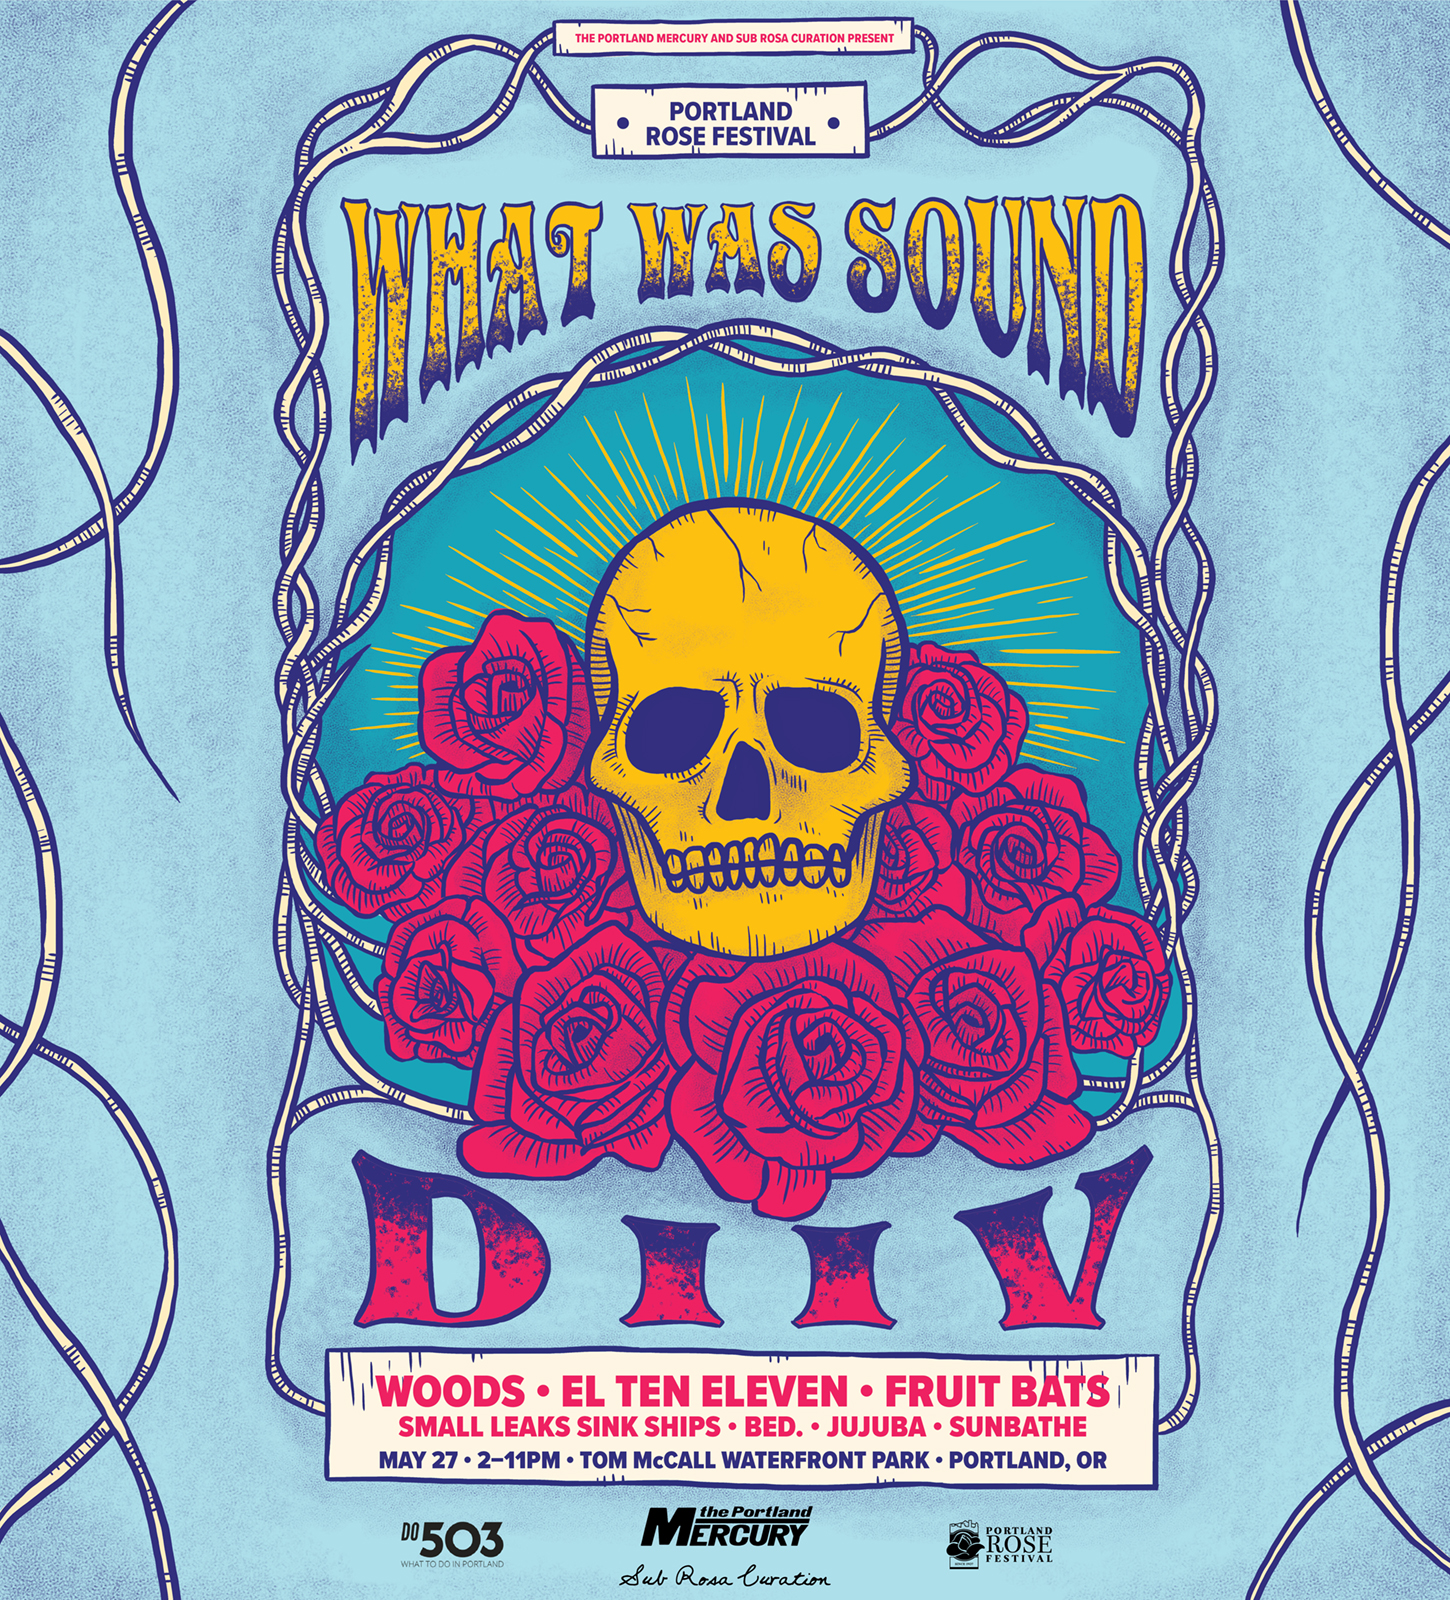 THE PORTLAND MERCURY AND SUB ROSA CURATION PRESENT
PORTLAND
ROSE FESTIVAL
WHAT WAS SOUND
DIIV
WOODS • EL TEN ELEVEN • FRUIT BATS
SMALL LEAKS SINK SHIPS • BED. • JUJUBA • SUNBATHE
MAY 27 • 2–11PM • TOM McCALL WATERFRONT PARK • PORTLAND, OR
DO503
WHAT TO DO IN PORTLAND
the Portland
MERCURY
Sub Rosa Curation
PORTLAND
ROSE
FESTIVAL